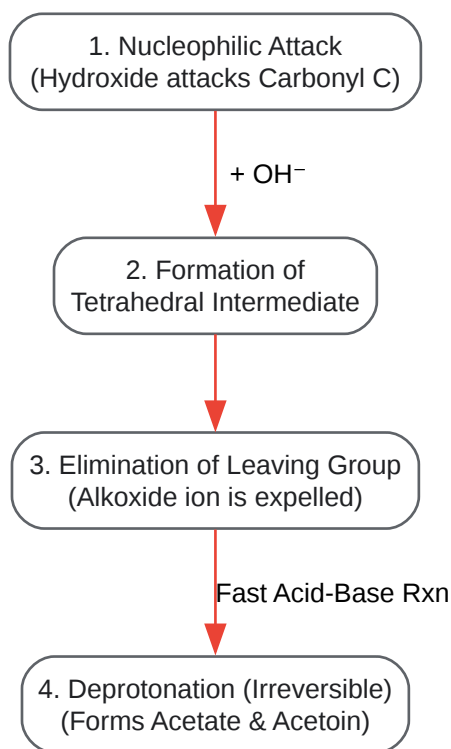 1. Nucleophilic Attack
(Hydroxide attacks Carbonyl C)
+ OH⁻
2. Formation of
Tetrahedral Intermediate
3. Elimination of Leaving Group
(Alkoxide ion is expelled)
Fast Acid-Base Rxn
4. Deprotonation (Irreversible)
(Forms Acetate & Acetoin)